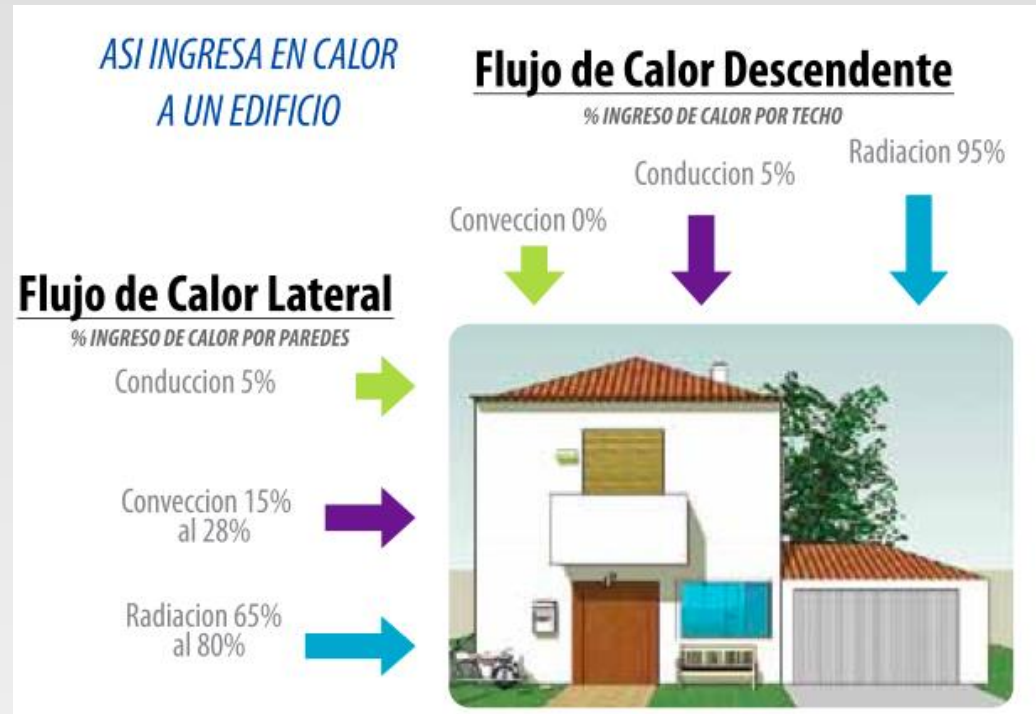 ASI INGRESA EN CALOR
A UN EDIFICIO
Flujo de Calor Descendente
% INGRESO DE CALOR POR TECHO
Radiacion 95%
Conduccion 5%
Conveccion 0%
Flujo de Calor Lateral
% INGRESO DE CALOR POR PAREDES
Conduccion 5%
Conveccion 15%
al 28%
Radiacion 65%
al 80%